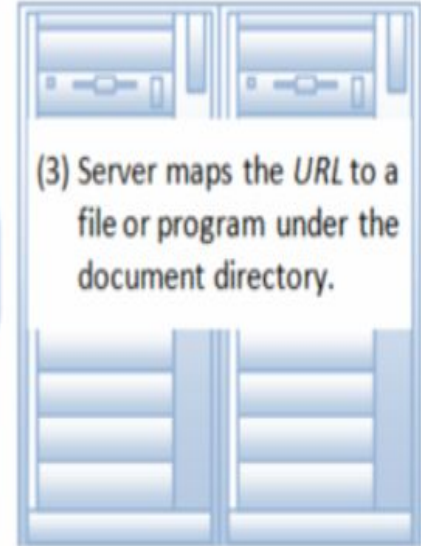 (3) Server maps the URL to a
file or program under the
document directory.